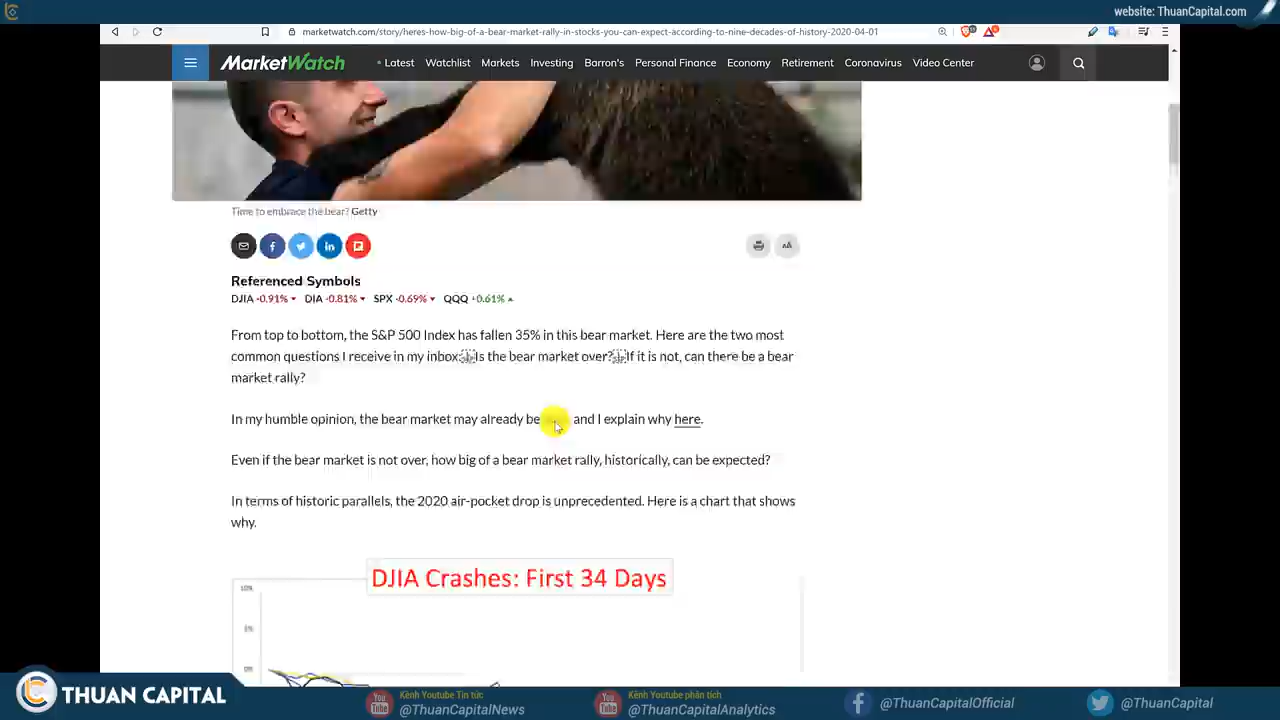 website: ThuanCapital.com
marketwatch.com/story/heres-how-big-of-a-bear-market-rally-in-stocks-you-can-expect-according-to-nine-decades-of-history-2020-04-01
MarketWatch
Latest Watchlist Markets Investing Barron's Personal Finance Economy Retirement Coronavirus Video Center
Time to embrace the bear? Getty
Referenced Symbols
DJIA -0.91% DIA -0.81% SPX -0.69% QQQ +0.61%
From top to bottom, the S&P 500 Index has fallen 35% in this bear market. Here are the two most
common questions I receive in my inbox: Is the bear market over? If it is not, can there be a bear
market rally?
In my humble opinion, the bear market may already be and I explain why here.
Even if the bear market is not over, how big of a bear market rally, historically, can be expected?
In terms of historic parallels, the 2020 air-pocket drop is unprecedented. Here is a chart that shows
why.
DJIA Crashes: First 34 Days
10%
5%
0%
THUAN CAPITAL
You Tube
Kênh Youtube Tin tức
@ThuanCapitalNews
You Tube
Kênh Youtube phân tích
@ThuanCapitalAnalytics
@ThuanCapitalOfficial
@ThuanCapital